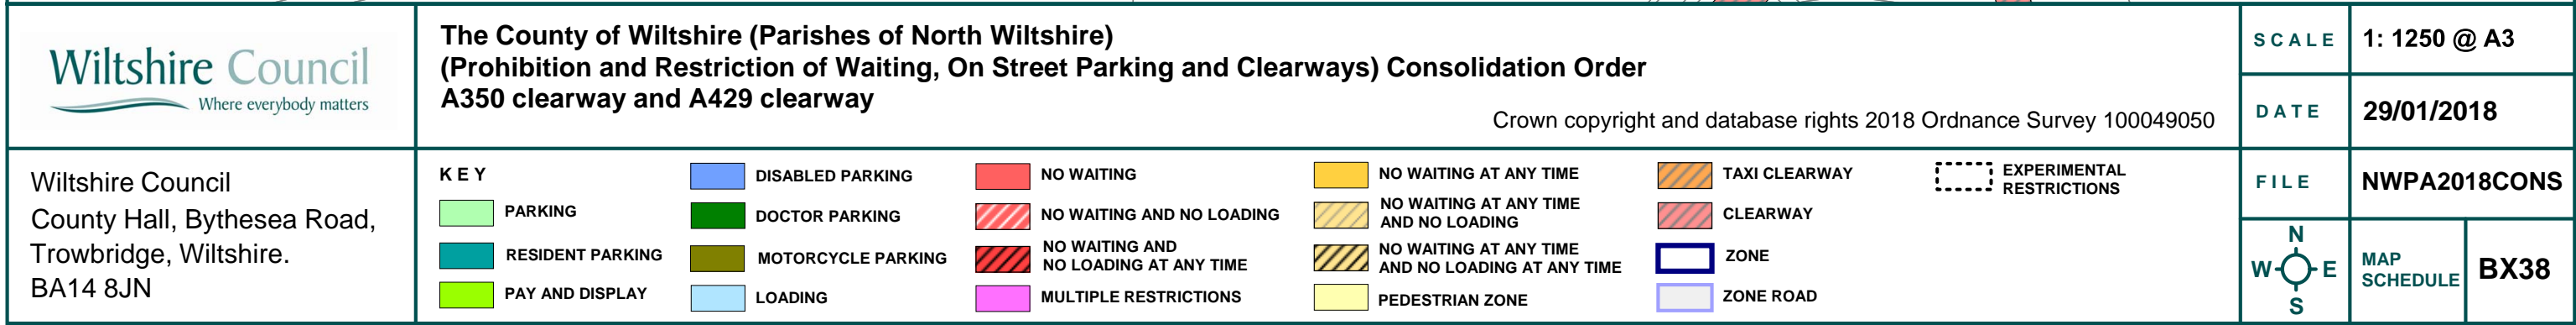 Wiltshire Council
Where everybody matters
The County of Wiltshire (Parishes of North Wiltshire)
(Prohibition and Restriction of Waiting, On Street Parking and Clearways) Consolidation Order
A350 clearway and A429 clearway
Crown copyright and database rights 2018 Ordnance Survey 100049050
SCALE
1: 1250 @ A3
DATE
29/01/2018
Wiltshire Council
County Hall, Bythesea Road,
Trowbridge, Wiltshire.
BA14 8JN
KEY
PARKING
RESIDENT PARKING
PAY AND DISPLAY
DISABLED PARKING
DOCTOR PARKING
MOTORCYCLE PARKING
LOADING
NO WAITING
NO WAITING AND NO LOADING
NO WAITING AND
NO LOADING AT ANY TIME
MULTIPLE RESTRICTIONS
NO WAITING AT ANY TIME
NO WAITING AT ANY TIME
AND NO LOADING
NO WAITING AT ANY TIME
AND NO LOADING AT ANY TIME
PEDESTRIAN ZONE
TAXI CLEARWAY
CLEARWAY
ZONE
ZONE ROAD
EXPERIMENTAL
RESTRICTIONS
FILE
NWPA2018CONS
N
W E
S
MAP
SCHEDULE
BX38